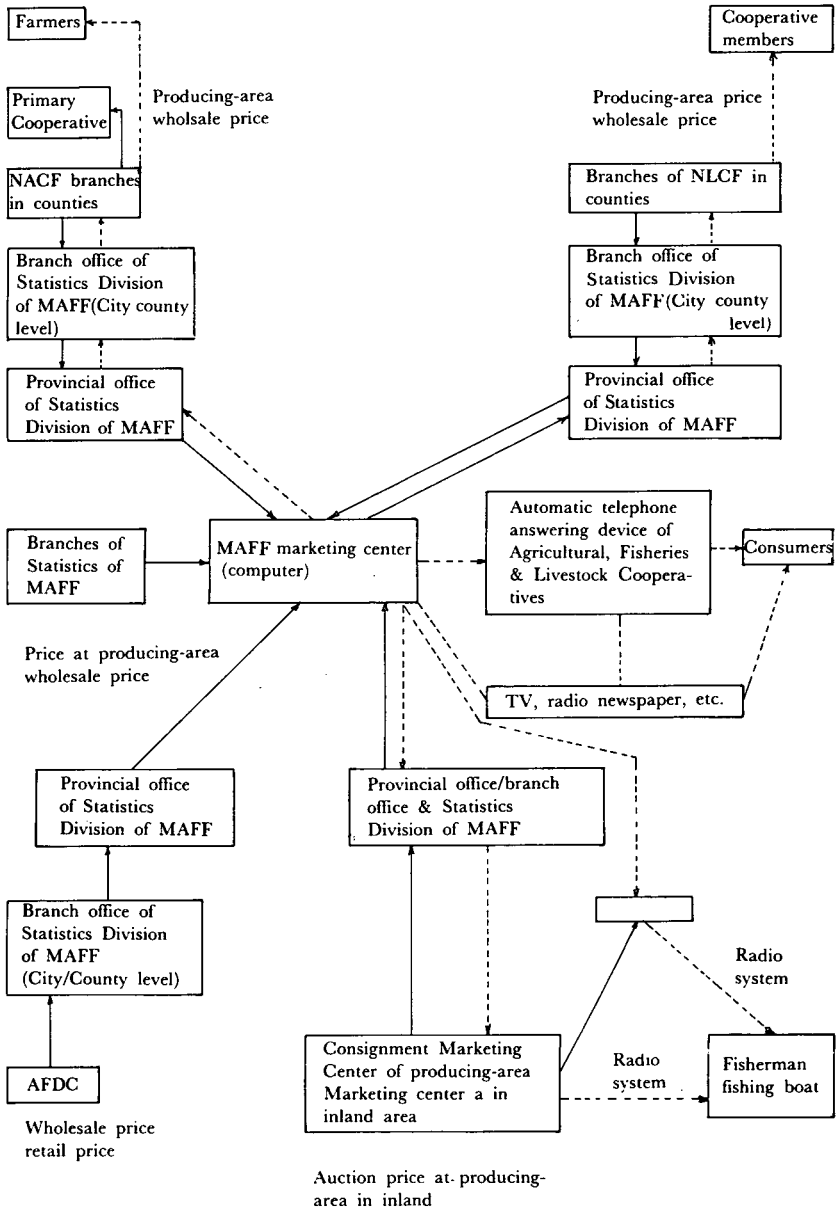 Farmers
Cooperative
members
Producing-area
wholsale price
Producing-area price
wholesale price
Primary
Cooperative
NACF branches
in counties
Branches of NLCF in
counties
Branch office of
Statistics Division
of MAFF(City county
level)
Branch office of
Statistics Division
of MAFF(City county
level)
Provincial office
of Statistics
Division of MAFF
Provincial office
of Statistics
Division of MAFF
Branches of
Statistics of
MAFF
MAFF marketing center
(computer)
Automatic telephone
answering device of
Agricultural, Fisheries
& Livestock Coopera-
tives
Consumers
Price at producing-area
wholesale price
TV, radio newspaper, etc.
Provincial office
of Statistics
Division of MAFF
Provincial office/branch
office & Statistics
Division of MAFF
Branch office of
Statistics Division
of MAFF
(City/County level)
Radio
system
AFDC
Wholesale price
retail price
Consignment Marketing
Center of producing-area
Marketing center a in
inland area
Radio
system
Fisherman
fishing boat
Auction price at producing-
area in inland